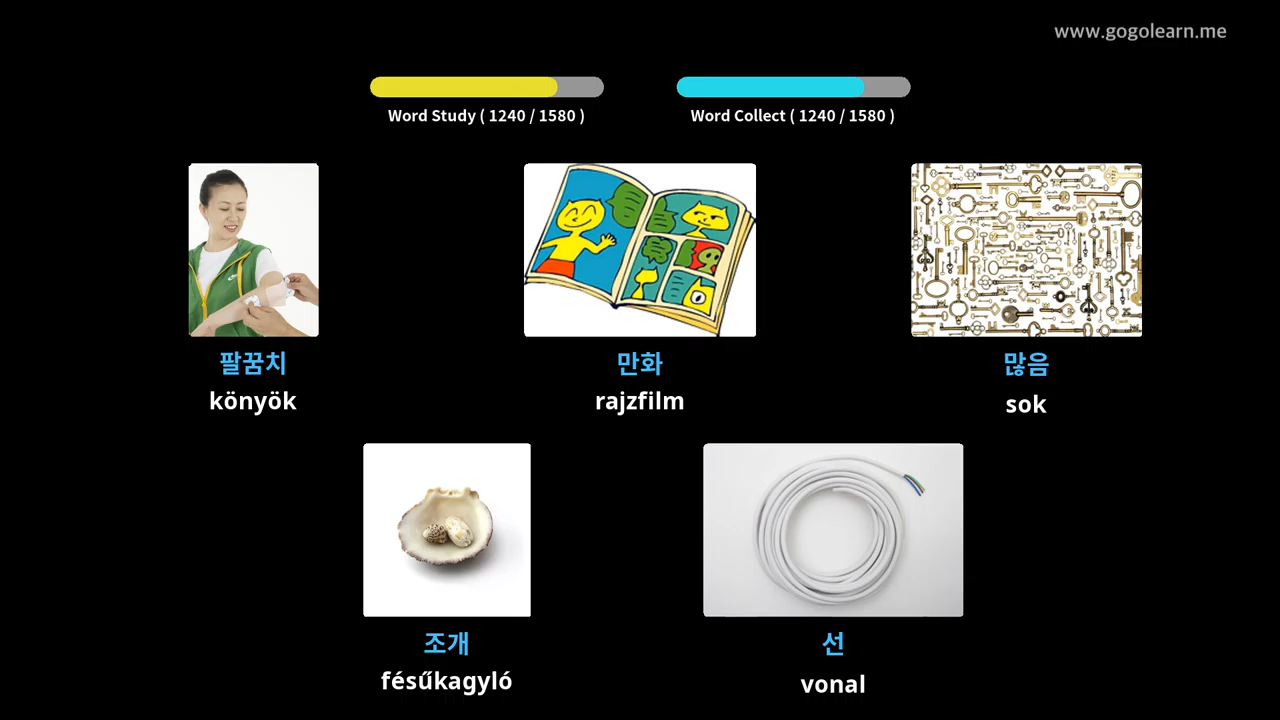 www.gogolearn.me
Word Study ( 1240 / 1580 )
Word Collect ( 1240 / 1580 )
팔꿈치
könyök
만화
rajzfilm
많음
sok
조개
fésűkagyló
선
vonal